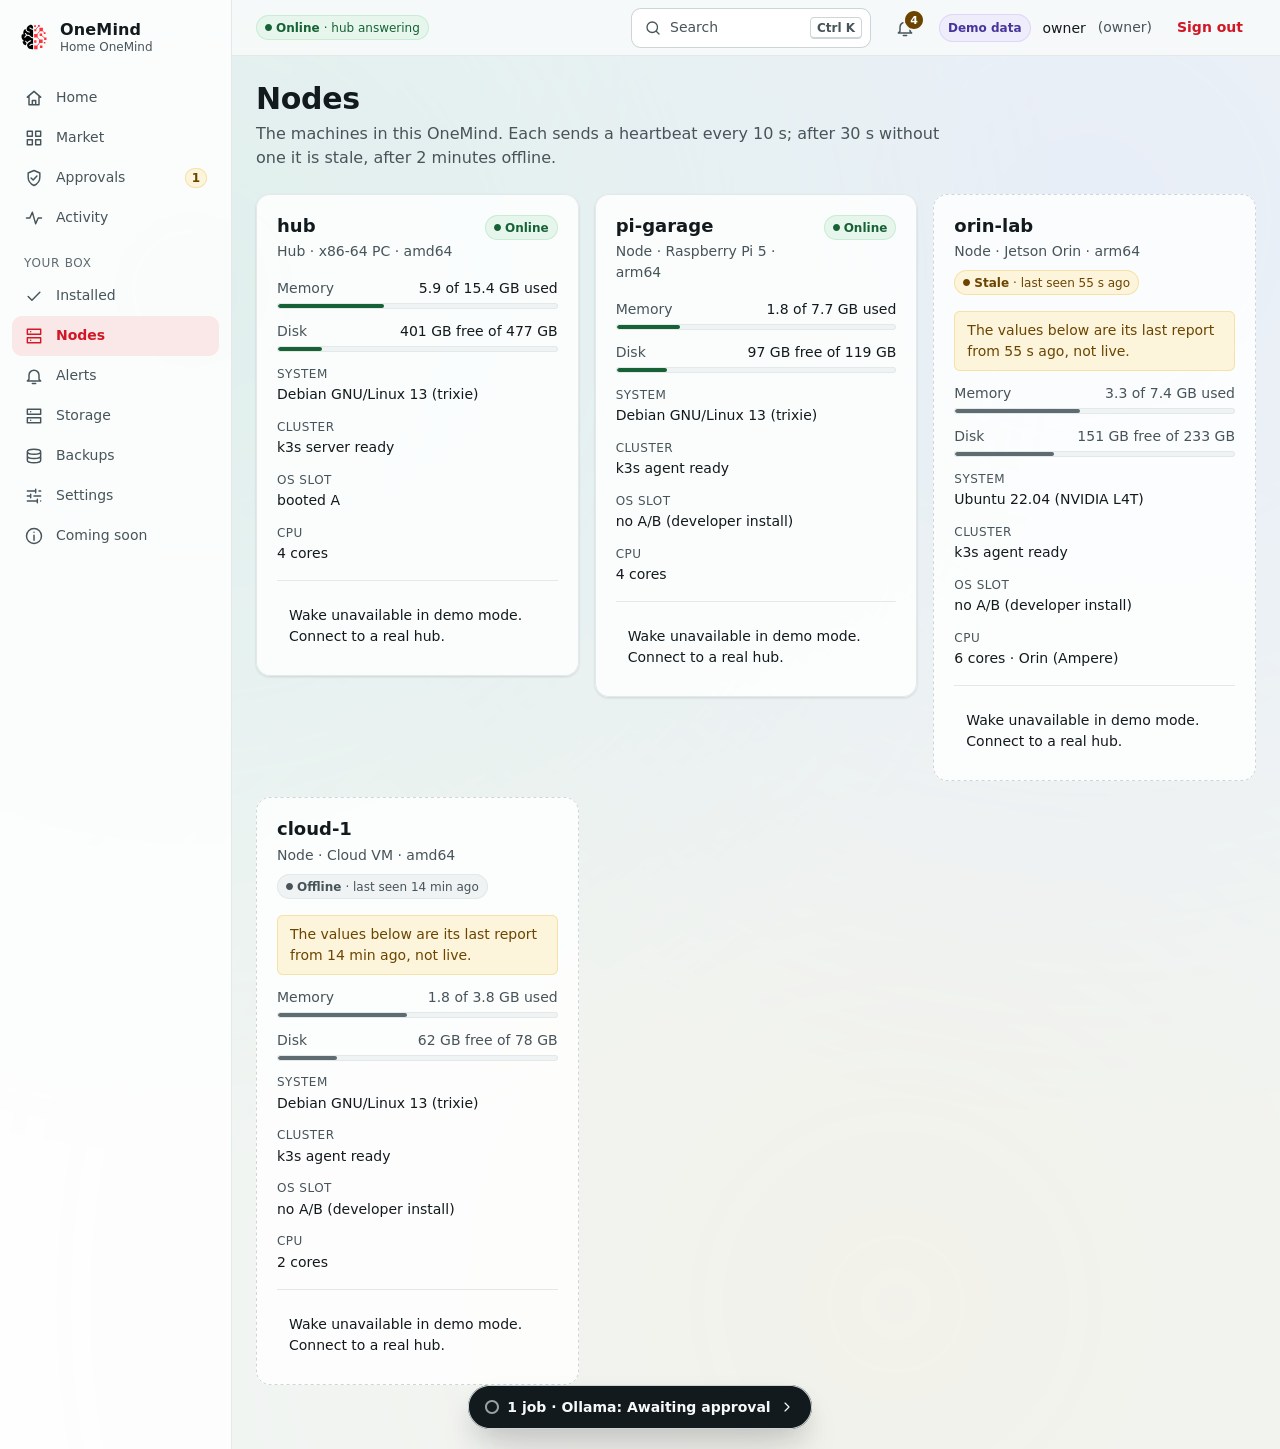 OneMind
Home OneMind
Home
Market
Approvals
1
Activity
YOUR BOX
Installed
Nodes
Alerts
Storage
Backups
Settings
Coming soon
Online · hub answering
Search
Ctrl K
4
Demo data
owner
(owner)
Sign out
Nodes
The machines in this OneMind. Each sends a heartbeat every 10 s; after 30 s without
one it is stale, after 2 minutes offline.
hub
Online
Hub · x86-64 PC · amd64
Memory
5.9 of 15.4 GB used
Disk
401 GB free of 477 GB
SYSTEM
Debian GNU/Linux 13 (trixie)
CLUSTER
k3s server ready
OS SLOT
booted A
CPU
4 cores
Wake unavailable in demo mode.
Connect to a real hub.
pi-garage
Online
Node · Raspberry Pi 5 ·
arm64
Memory
1.8 of 7.7 GB used
Disk
97 GB free of 119 GB
SYSTEM
Debian GNU/Linux 13 (trixie)
CLUSTER
k3s agent ready
OS SLOT
no A/B (developer install)
CPU
4 cores
Wake unavailable in demo mode.
Connect to a real hub.
orin-lab
Node · Jetson Orin · arm64
Stale · last seen 55 s ago
The values below are its last report
from 55 s ago, not live.
Memory
3.3 of 7.4 GB used
Disk
151 GB free of 233 GB
SYSTEM
Ubuntu 22.04 (NVIDIA L4T)
CLUSTER
k3s agent ready
OS SLOT
no A/B (developer install)
CPU
6 cores · Orin (Ampere)
Wake unavailable in demo mode.
Connect to a real hub.
cloud-1
Node · Cloud VM · amd64
Offline · last seen 14 min ago
The values below are its last report
from 14 min ago, not live.
Memory
1.8 of 3.8 GB used
Disk
62 GB free of 78 GB
SYSTEM
Debian GNU/Linux 13 (trixie)
CLUSTER
k3s agent ready
OS SLOT
no A/B (developer install)
CPU
2 cores
Wake unavailable in demo mode.
Connect to a real hub.
1 job · Ollama: Awaiting approval